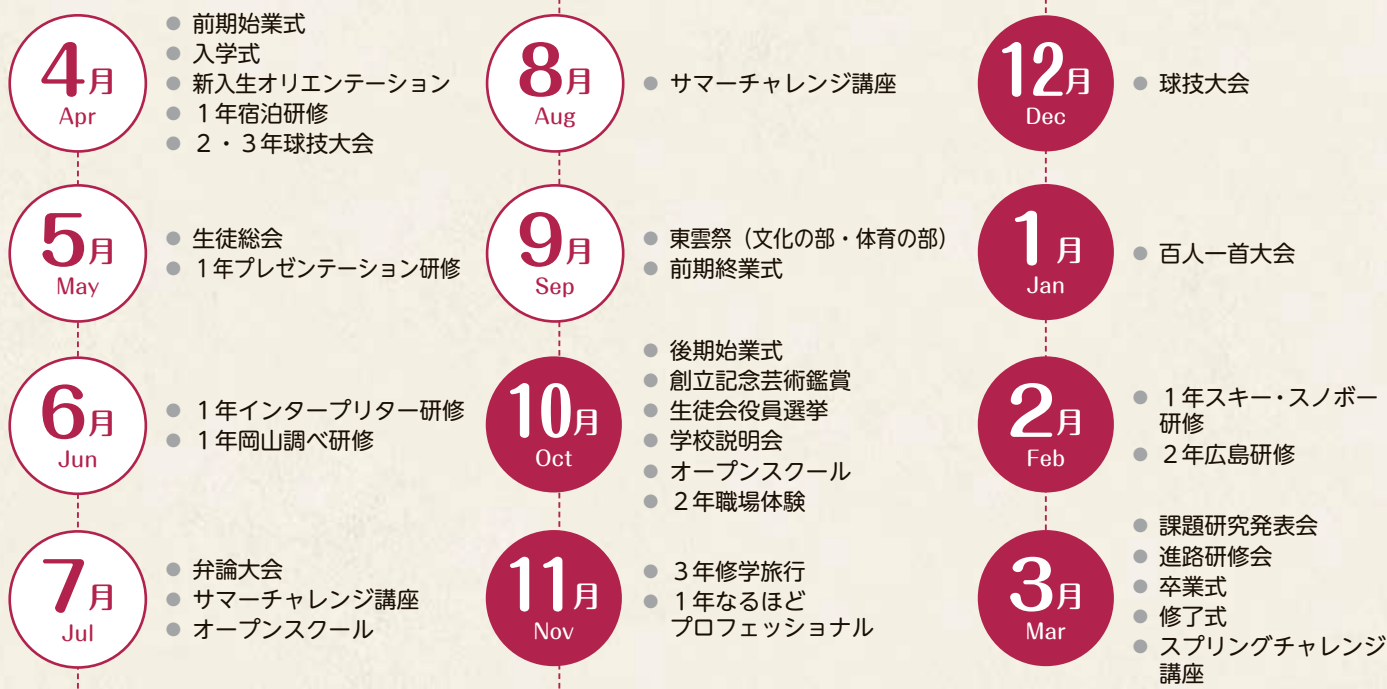 4月
Apr
前期始業式
入学式
新入生オリエンテーション
１年宿泊研修
２・３年球技大会
5月
May
生徒総会
１年プレゼンテーション研修
6月
Jun
１年インタープリター研修
１年岡山調べ研修
7月
Jul
弁論大会
サマーチャレンジ講座
オープンスクール
8月
Aug
サマーチャレンジ講座
9月
Sep
東雲祭（文化の部・体育の部）
前期終業式
10月
Oct
後期始業式
創立記念芸術鑑賞
生徒会役員選挙
学校説明会
オープンスクール
２年職場体験
11月
Nov
３年修学旅行
１年なるほど
プロフェッショナル
12月
Dec
球技大会
1月
Jan
百人一首大会
2月
Feb
１年スキー・スノボー
研修
２年広島研修
3月
Mar
課題研究発表会
進路研修会
卒業式
修了式
スプリングチャレンジ
講座